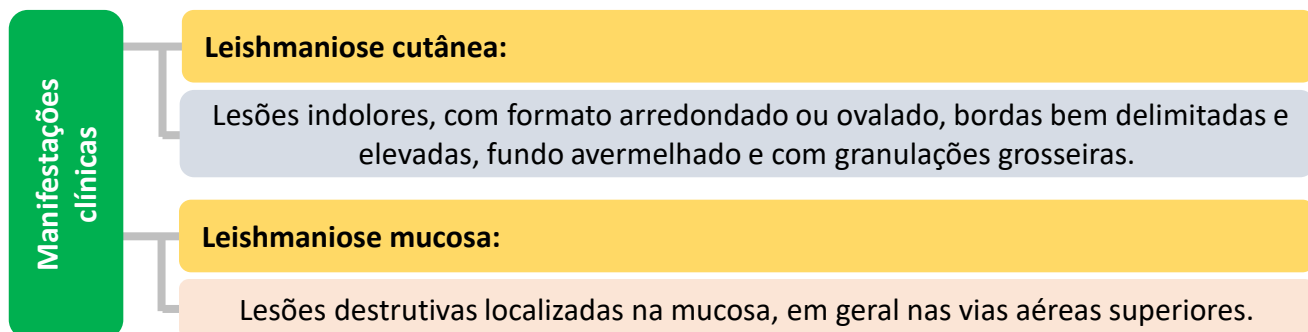 Manifestações
clínicas
Leishmaniose cutânea:
Lesões indolores, com formato arredondado ou ovalado, bordas bem delimitadas e
elevadas, fundo avermelhado e com granulações grosseiras.
Leishmaniose mucosa:
Lesões destrutivas localizadas na mucosa, em geral nas vias aéreas superiores.